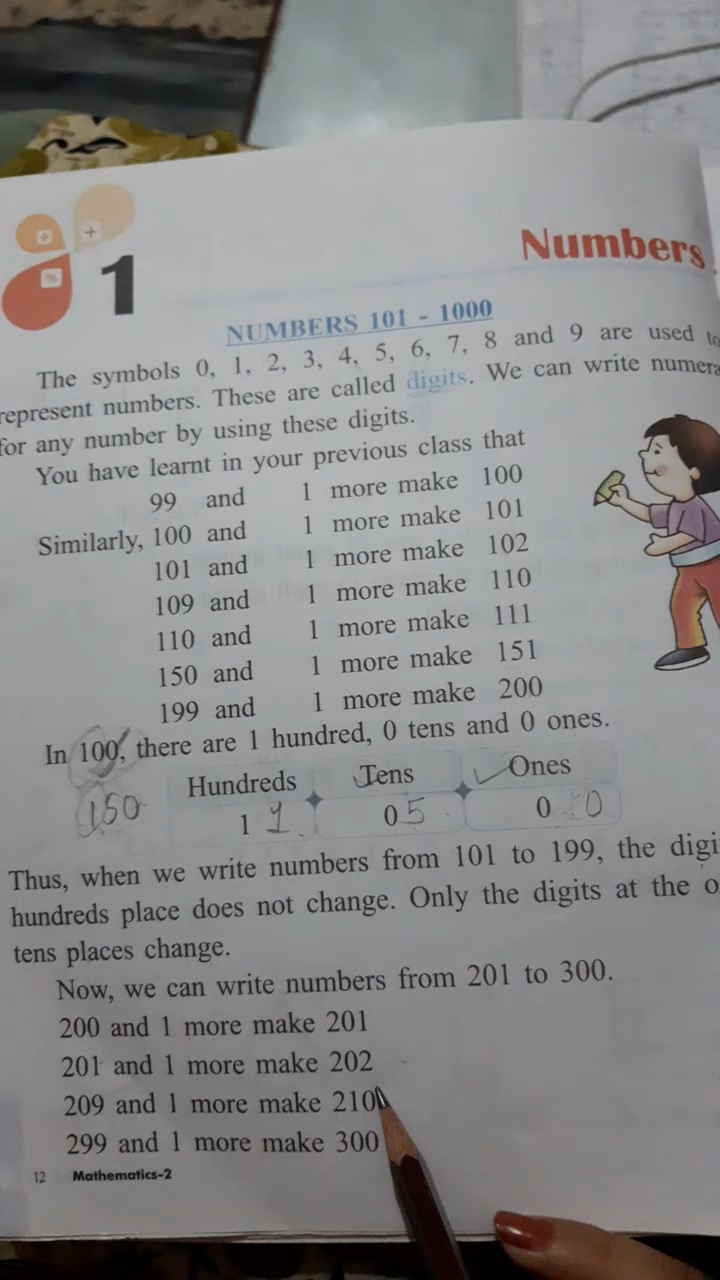 1
Numbers
NUMBERS 101 - 1000
The symbols 0, 1, 2, 3, 4, 5, 6, 7, 8 and 9 are used to
represent numbers. These are called digits. We can write
for any number by using these digits.
You have learnt in your previous class that
99 and 1 more make 100
Similarly, 100 and 1 more make 101
101 and 1 more make 102
109 and 1 more make 110
110 and 1 more make 111
150 and 1 more make 151
199 and 1 more make 200
In 100, there are 1 hundred, 0 tens and 0 ones.
Hundreds Tens Ones
150 1 1 0 5 0 0
Thus, when we write numbers from 101 to 199, the
hundreds place does not change. Only the digits at the
tens places change.
Now, we can write numbers from 201 to 300.
200 and 1 more make 201
201 and 1 more make 202
209 and 1 more make 210
299 and 1 more make 300
12 Mathematics-2